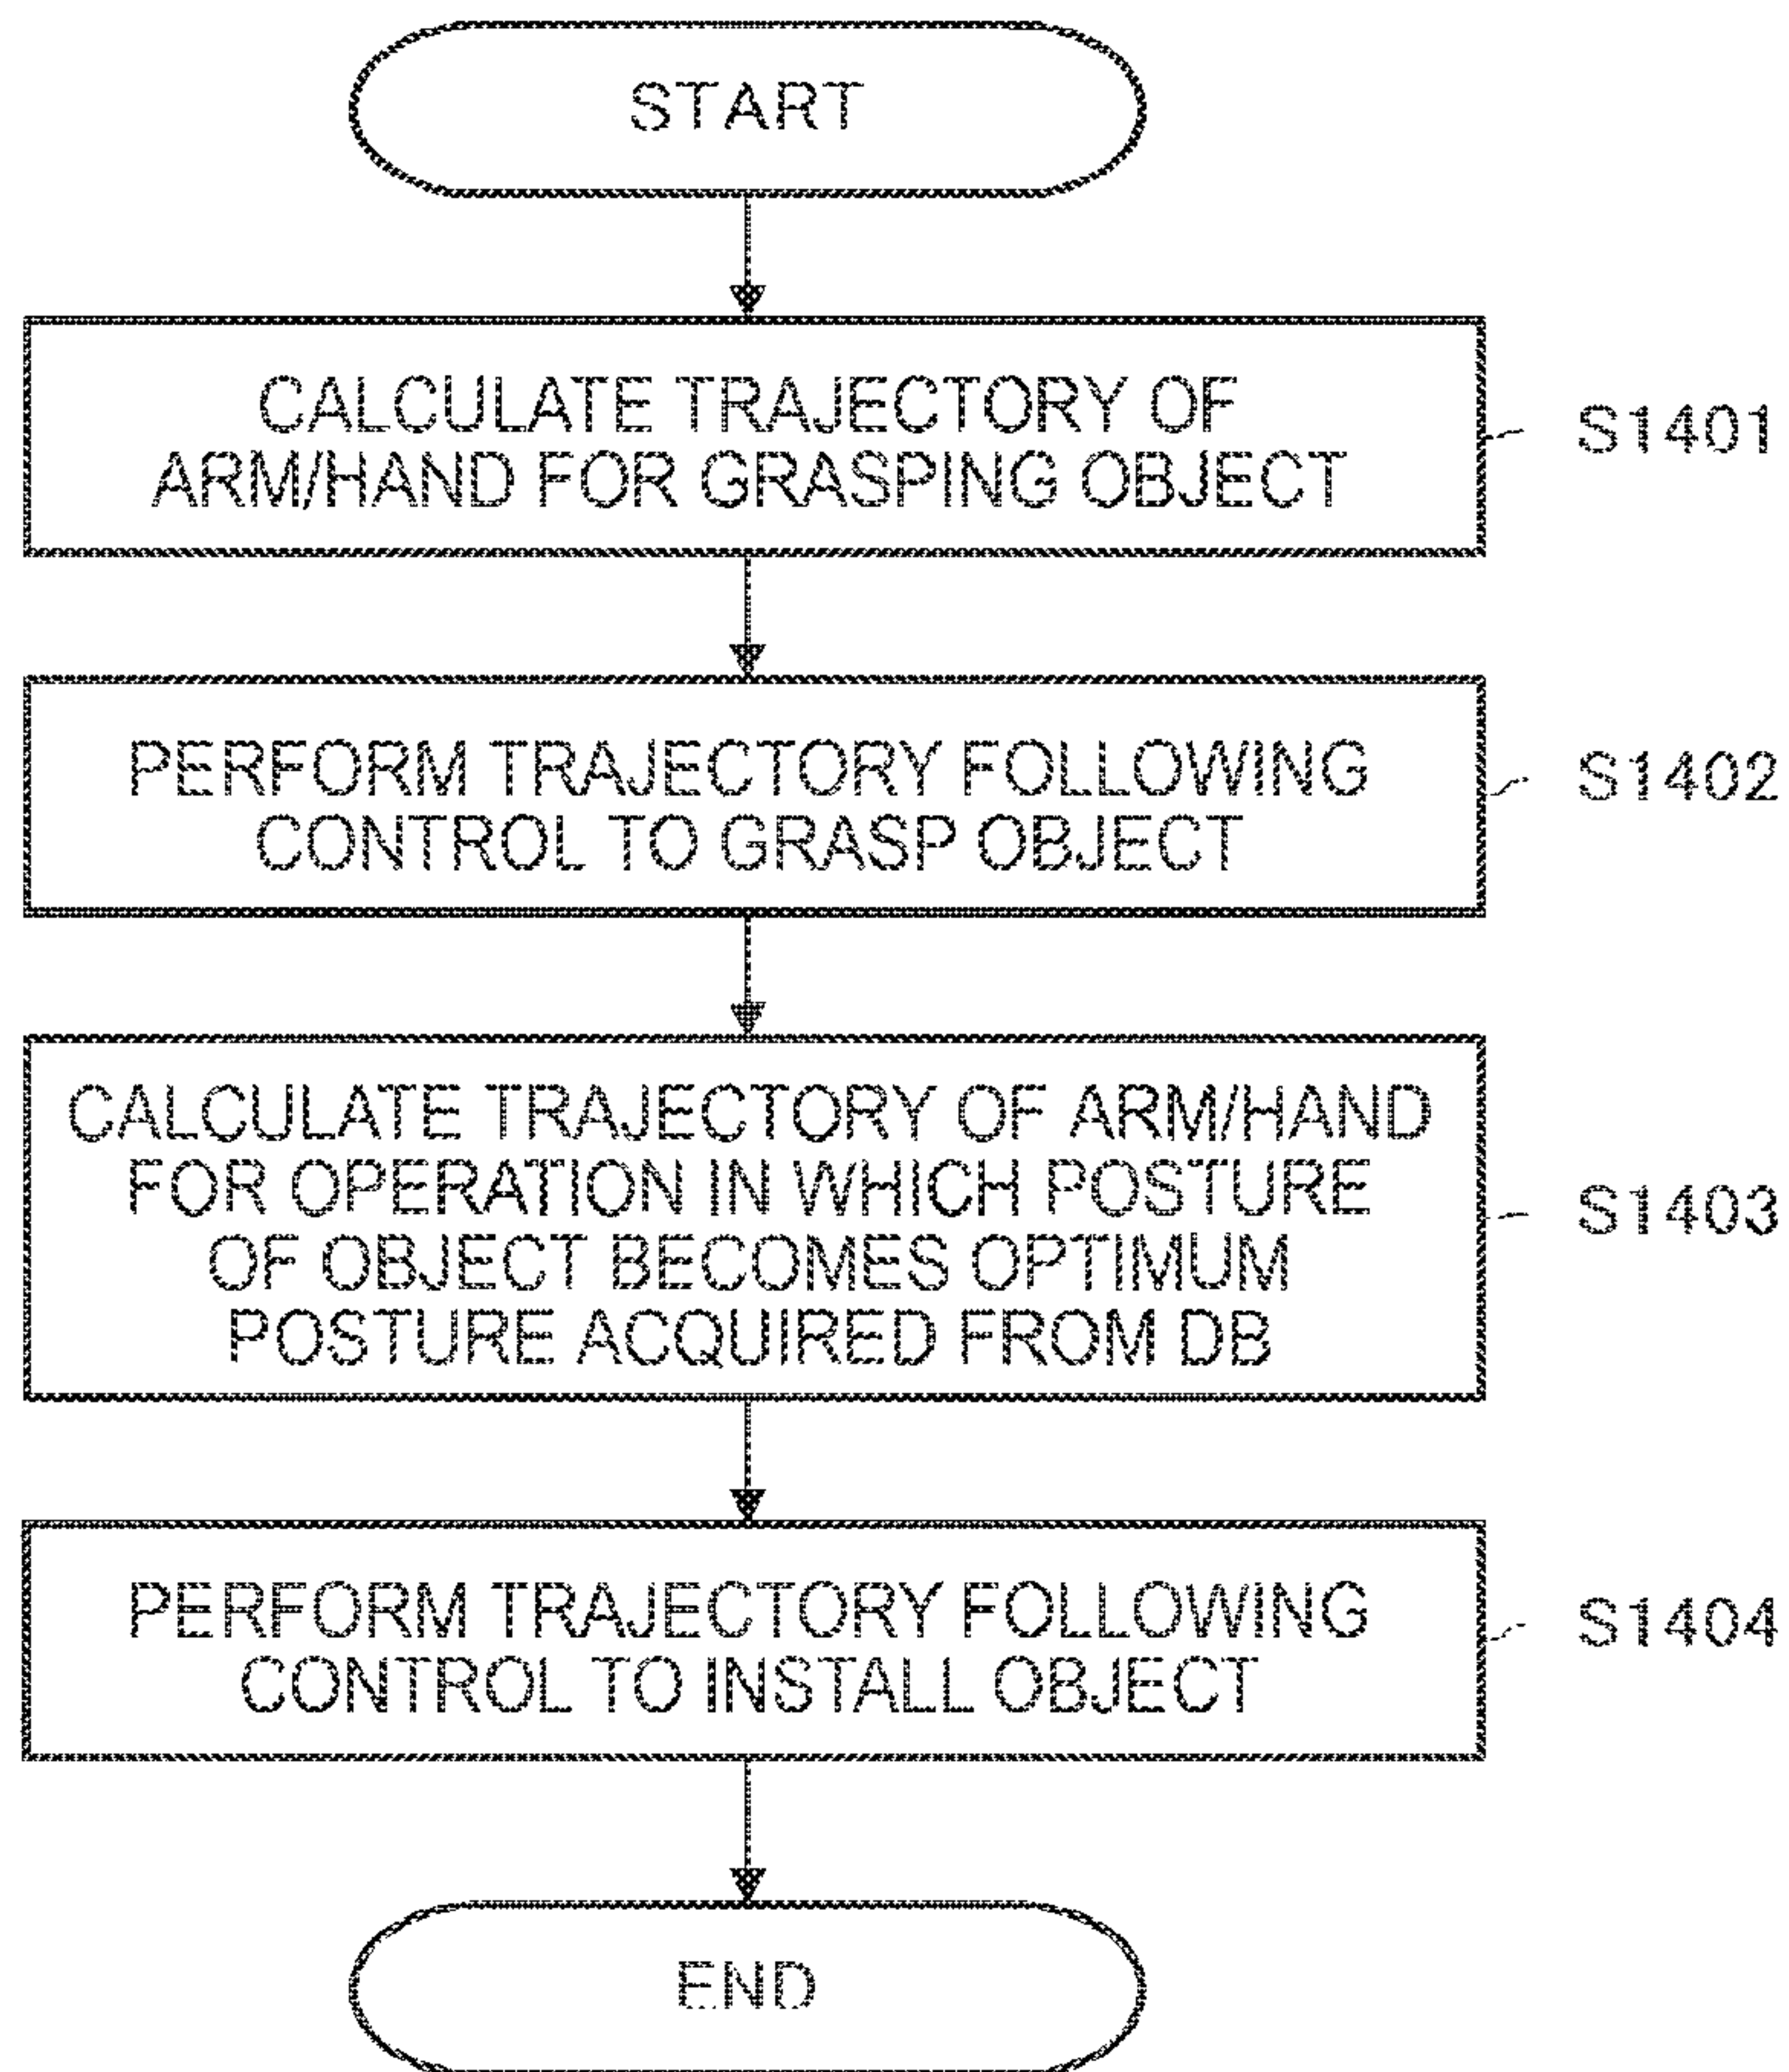 START
CALCULATE TRAJECTORY OF
ARM/HAND FOR GRASPING OBJECT
S1401
PERFORM TRAJECTORY FOLLOWING
CONTROL TO GRASP OBJECT
S1402
CALCULATE TRAJECTORY OF ARM/HAND
FOR OPERATION IN WHICH POSTURE
OF OBJECT BECOMES OPTIMUM
POSTURE ACQUIRED FROM DB
S1403
PERFORM TRAJECTORY FOLLOWING
CONTROL TO INSTALL OBJECT
S1404
END